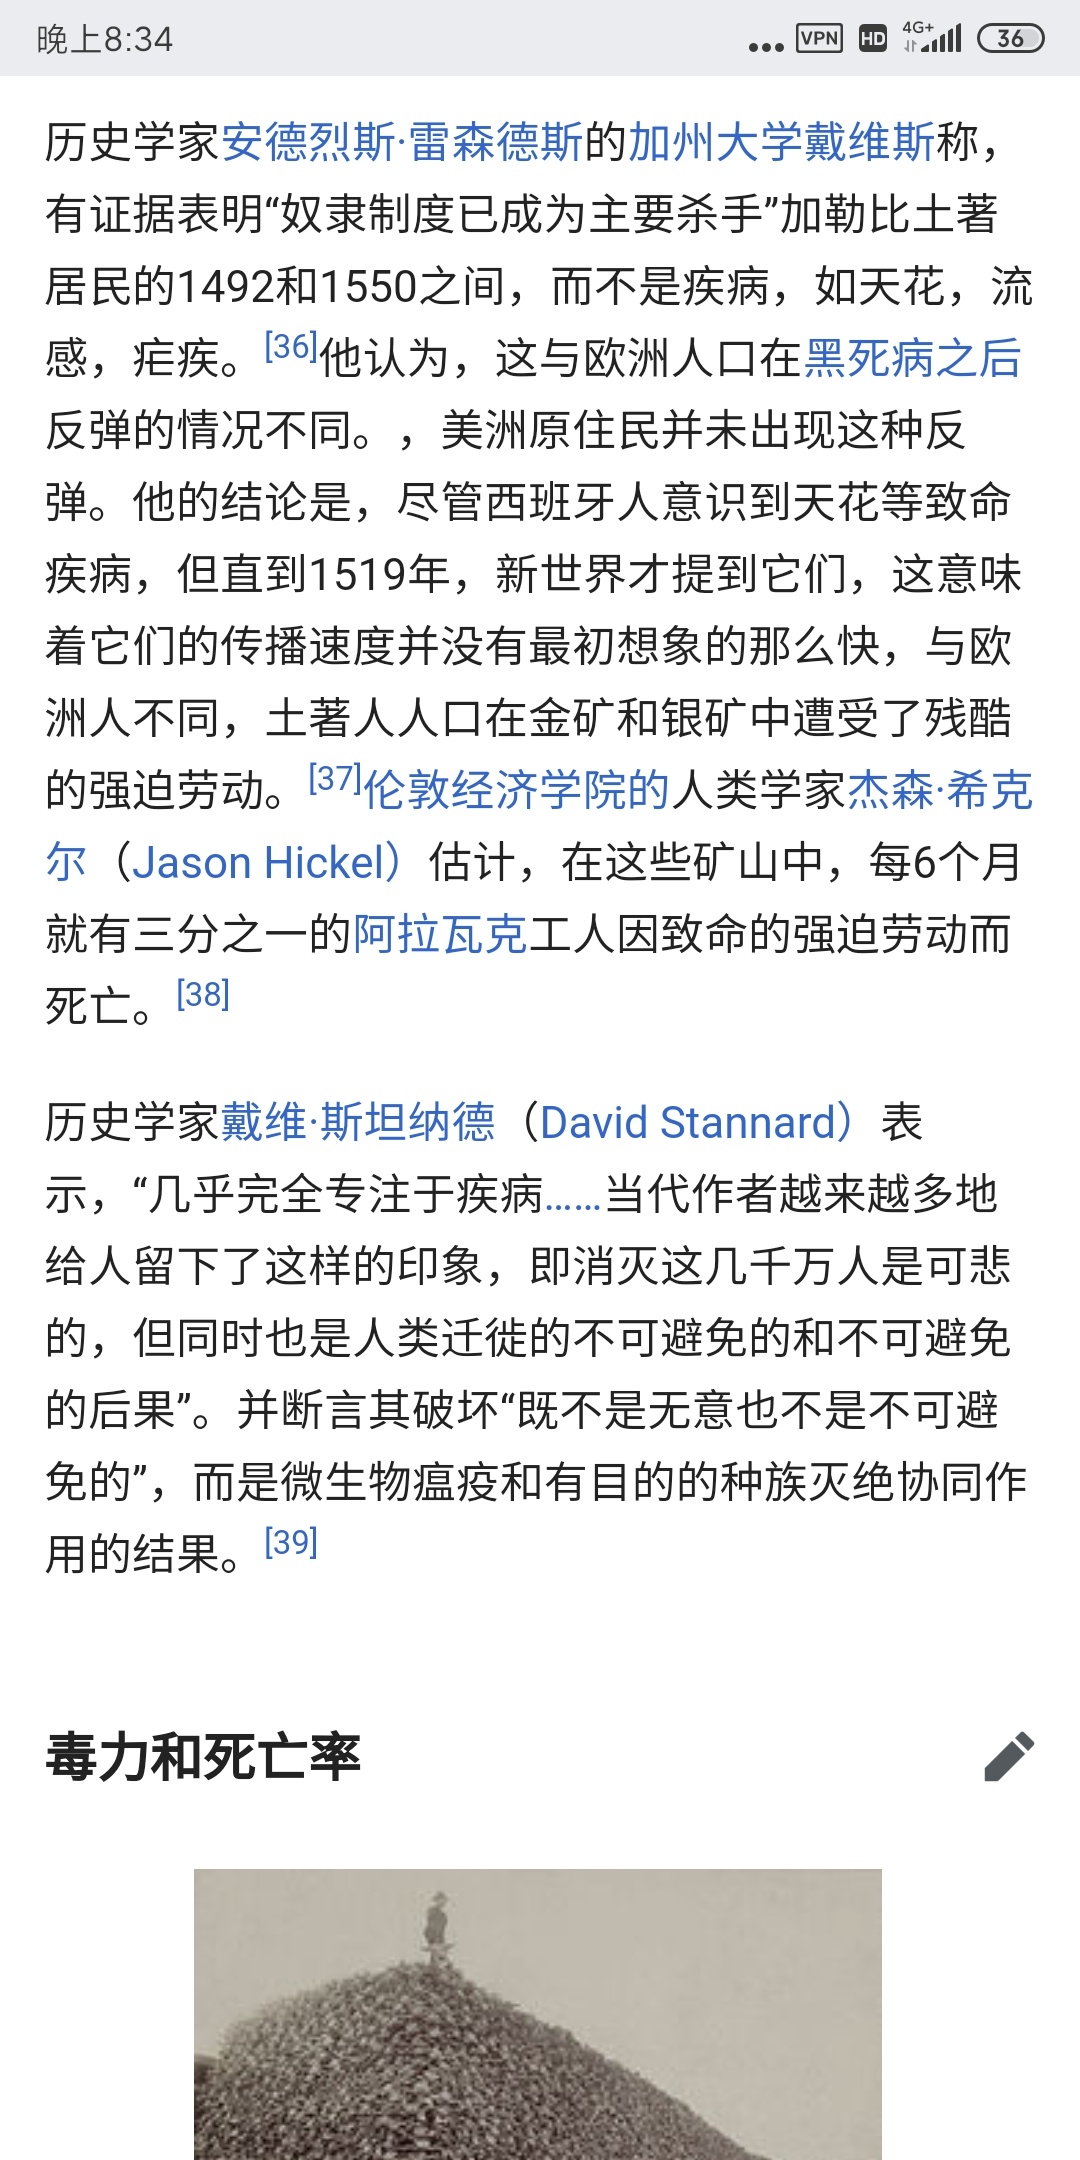 晚上8:34
VPN HD 4G+ 36
历史学家安德烈斯·雷森德斯的加州大学戴维斯称，
有证据表明“奴隶制度已成为主要杀手”加勒比土著
居民的1492和1550之间，而不是疾病，如天花，流
感，疟疾。[36]他认为，这与欧洲人口在黑死病之后
反弹的情况不同。，美洲原住民并未出现这种反
弹。他的结论是，尽管西班牙人意识到天花等致命
疾病，但直到1519年，新世界才提到它们，这意味
着它们的传播速度并没有最初想象的那么快，与欧
洲人不同，土著人人口在金矿和银矿中遭受了残酷
的强迫劳动。[37]伦敦经济学院的人类学家杰森·希克
尔（Jason Hickel）估计，在这些矿山中，每6个月
就有三分之一的阿拉瓦克工人因致命的强迫劳动而
死亡。[38]
历史学家戴维·斯坦纳德（David Stannard）表
示，“几乎完全专注于疾病……当代作者越来越多地
给人留下了这样的印象，即消灭这几千万人是可悲
的，但同时也是人类迁徙的不可避免的和不可避免
的后果”。并断言其破坏“既不是无意也不是不可避
免的”，而是微生物瘟疫和有目的的种族灭绝协同作
用的结果。[39]
毒力和死亡率